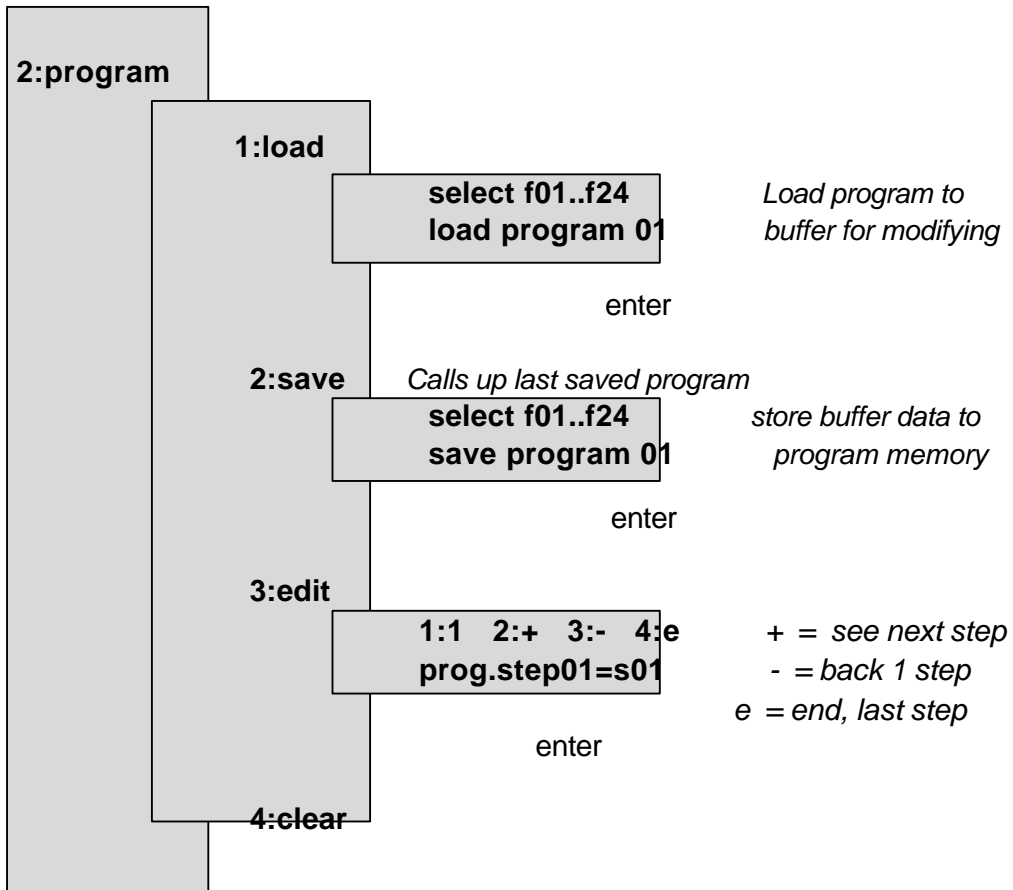 2:program
1:load
select f01..f24 Load program to
load program 01 buffer for modifying
enter
2:save Calls up last saved program
select f01..f24 store buffer data to
save program 01 program memory
enter
3:edit
1:1 2:+ 3:- 4:e + = see next step
prog.step01=s01 - = back 1 step
e = end, last step
enter
4:clear